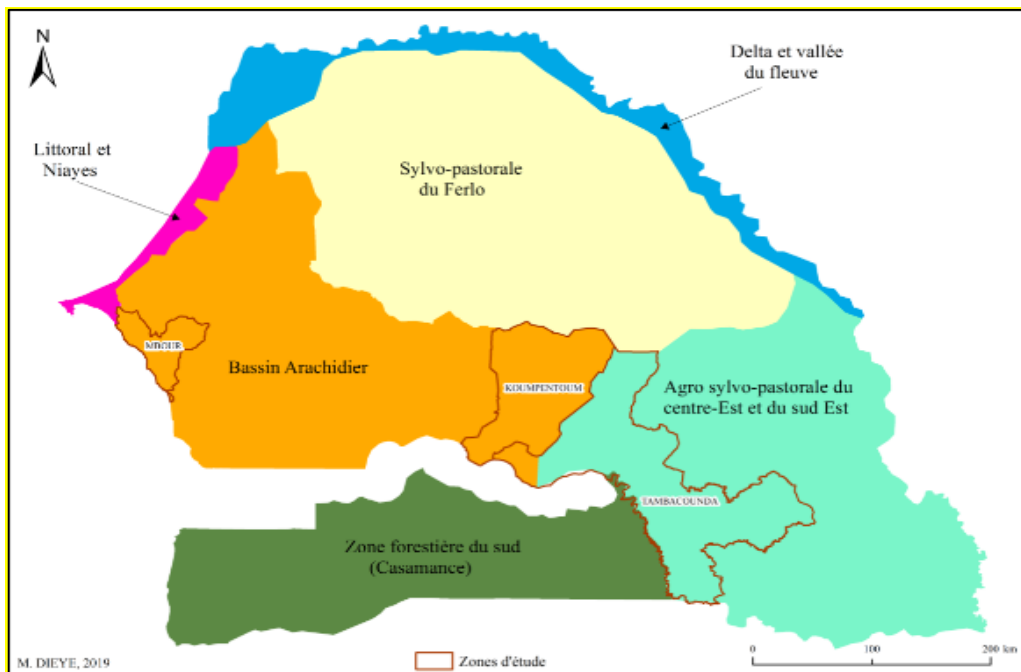 N
Delta et vallée
du fleuve
Littoral et
Niayes
Sylvo-pastorale
du Ferlo
MBOUR
Bassin Arachidier
KOUMPENTOUM
Agro sylvo-pastorale du
centre-Est et du sud Est
TAMBACOUNDA
Zone forestière du sud
(Casamance)
M. DIEYE, 2019
Zones d'étude
0 100 200 km